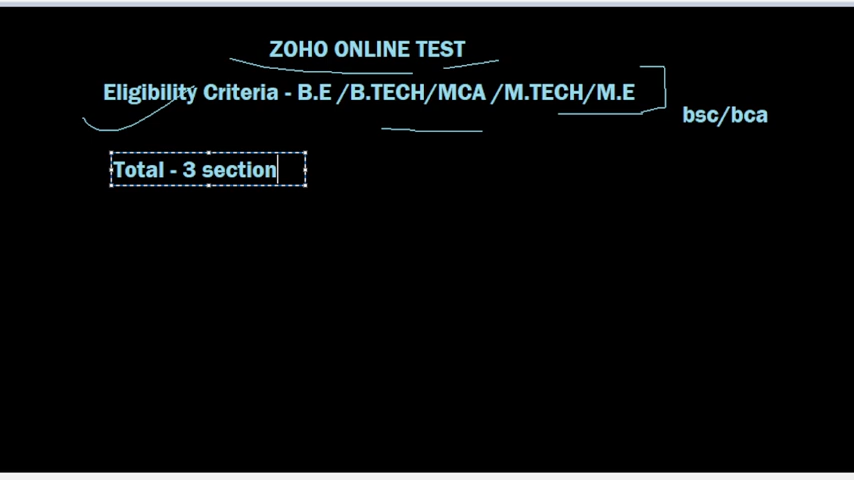 ZOHO ONLINE TEST
Eligibility Criteria - B.E /B.TECH/MCA /M.TECH/M.E
bsc/bca
Total - 3 section